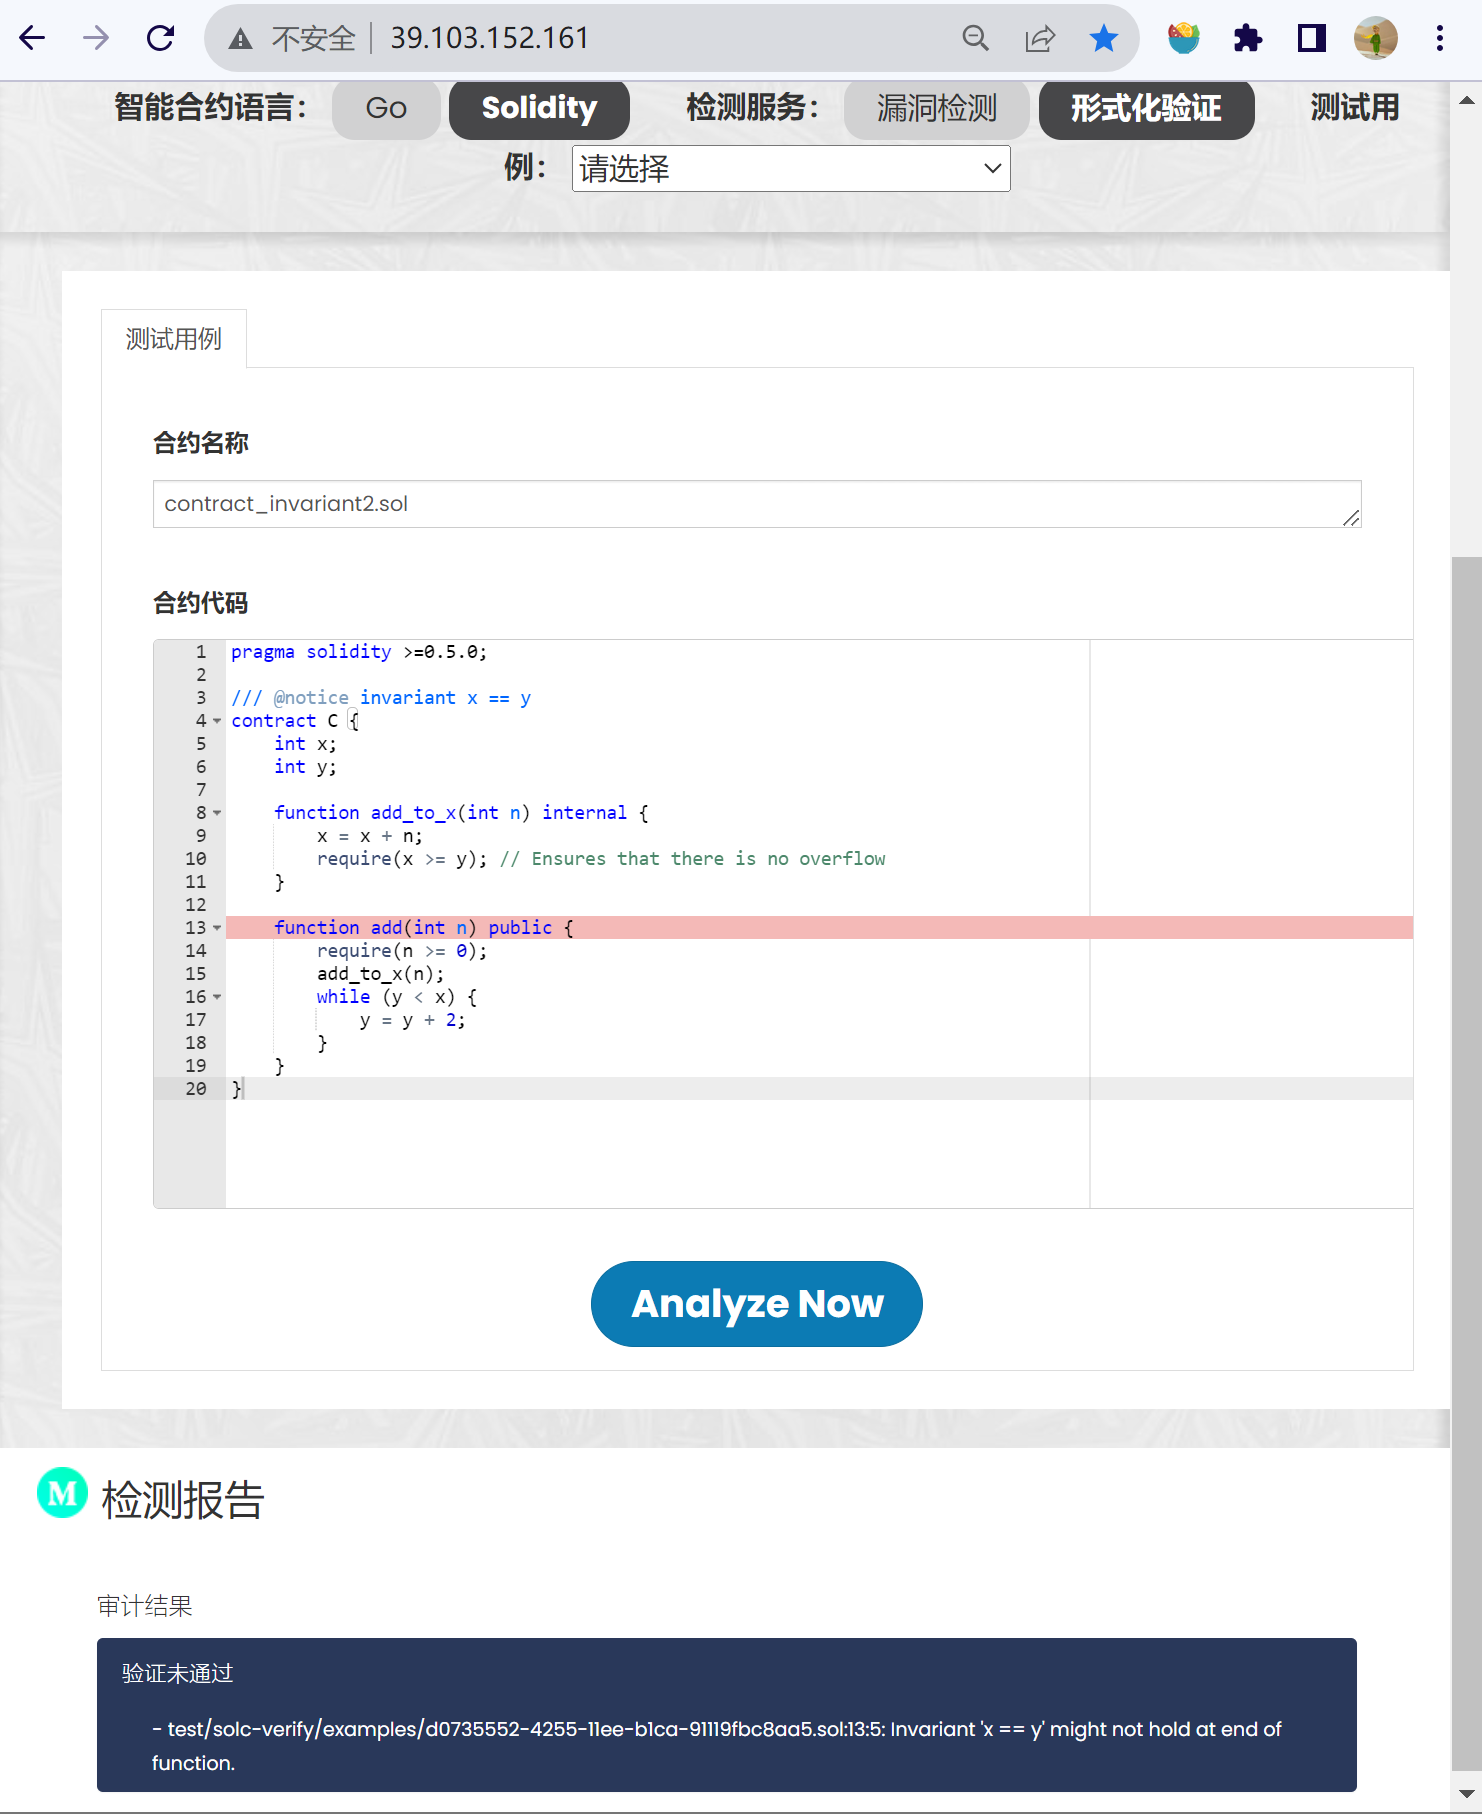 不安全 39.103.152.161
智能合约语言： Go Solidity 检测服务： 漏洞检测 形式化验证 测试用
例： 请选择
测试用例
合约名称
contract_invariant2.sol
合约代码
1 pragma solidity >=0.5.0;
2
3 /// @notice invariant x == y
4 contract C {
5 int x;
6 int y;
7
8 function add_to_x(int n) internal {
9 x = x + n;
10 require(x >= y); // Ensures that there is no overflow
11 }
12
13 function add(int n) public {
14 require(n >= 0);
15 add_to_x(n);
16 while (y < x) {
17 y = y + 2;
18 }
19 }
20 }
Analyze Now
M 检测报告
审计结果
验证未通过
- test/solc-verify/examples/d0735552-4255-11ee-b1ca-91119fbc8aa5.sol:13:5: Invariant 'x == y' might not hold at end of
function.